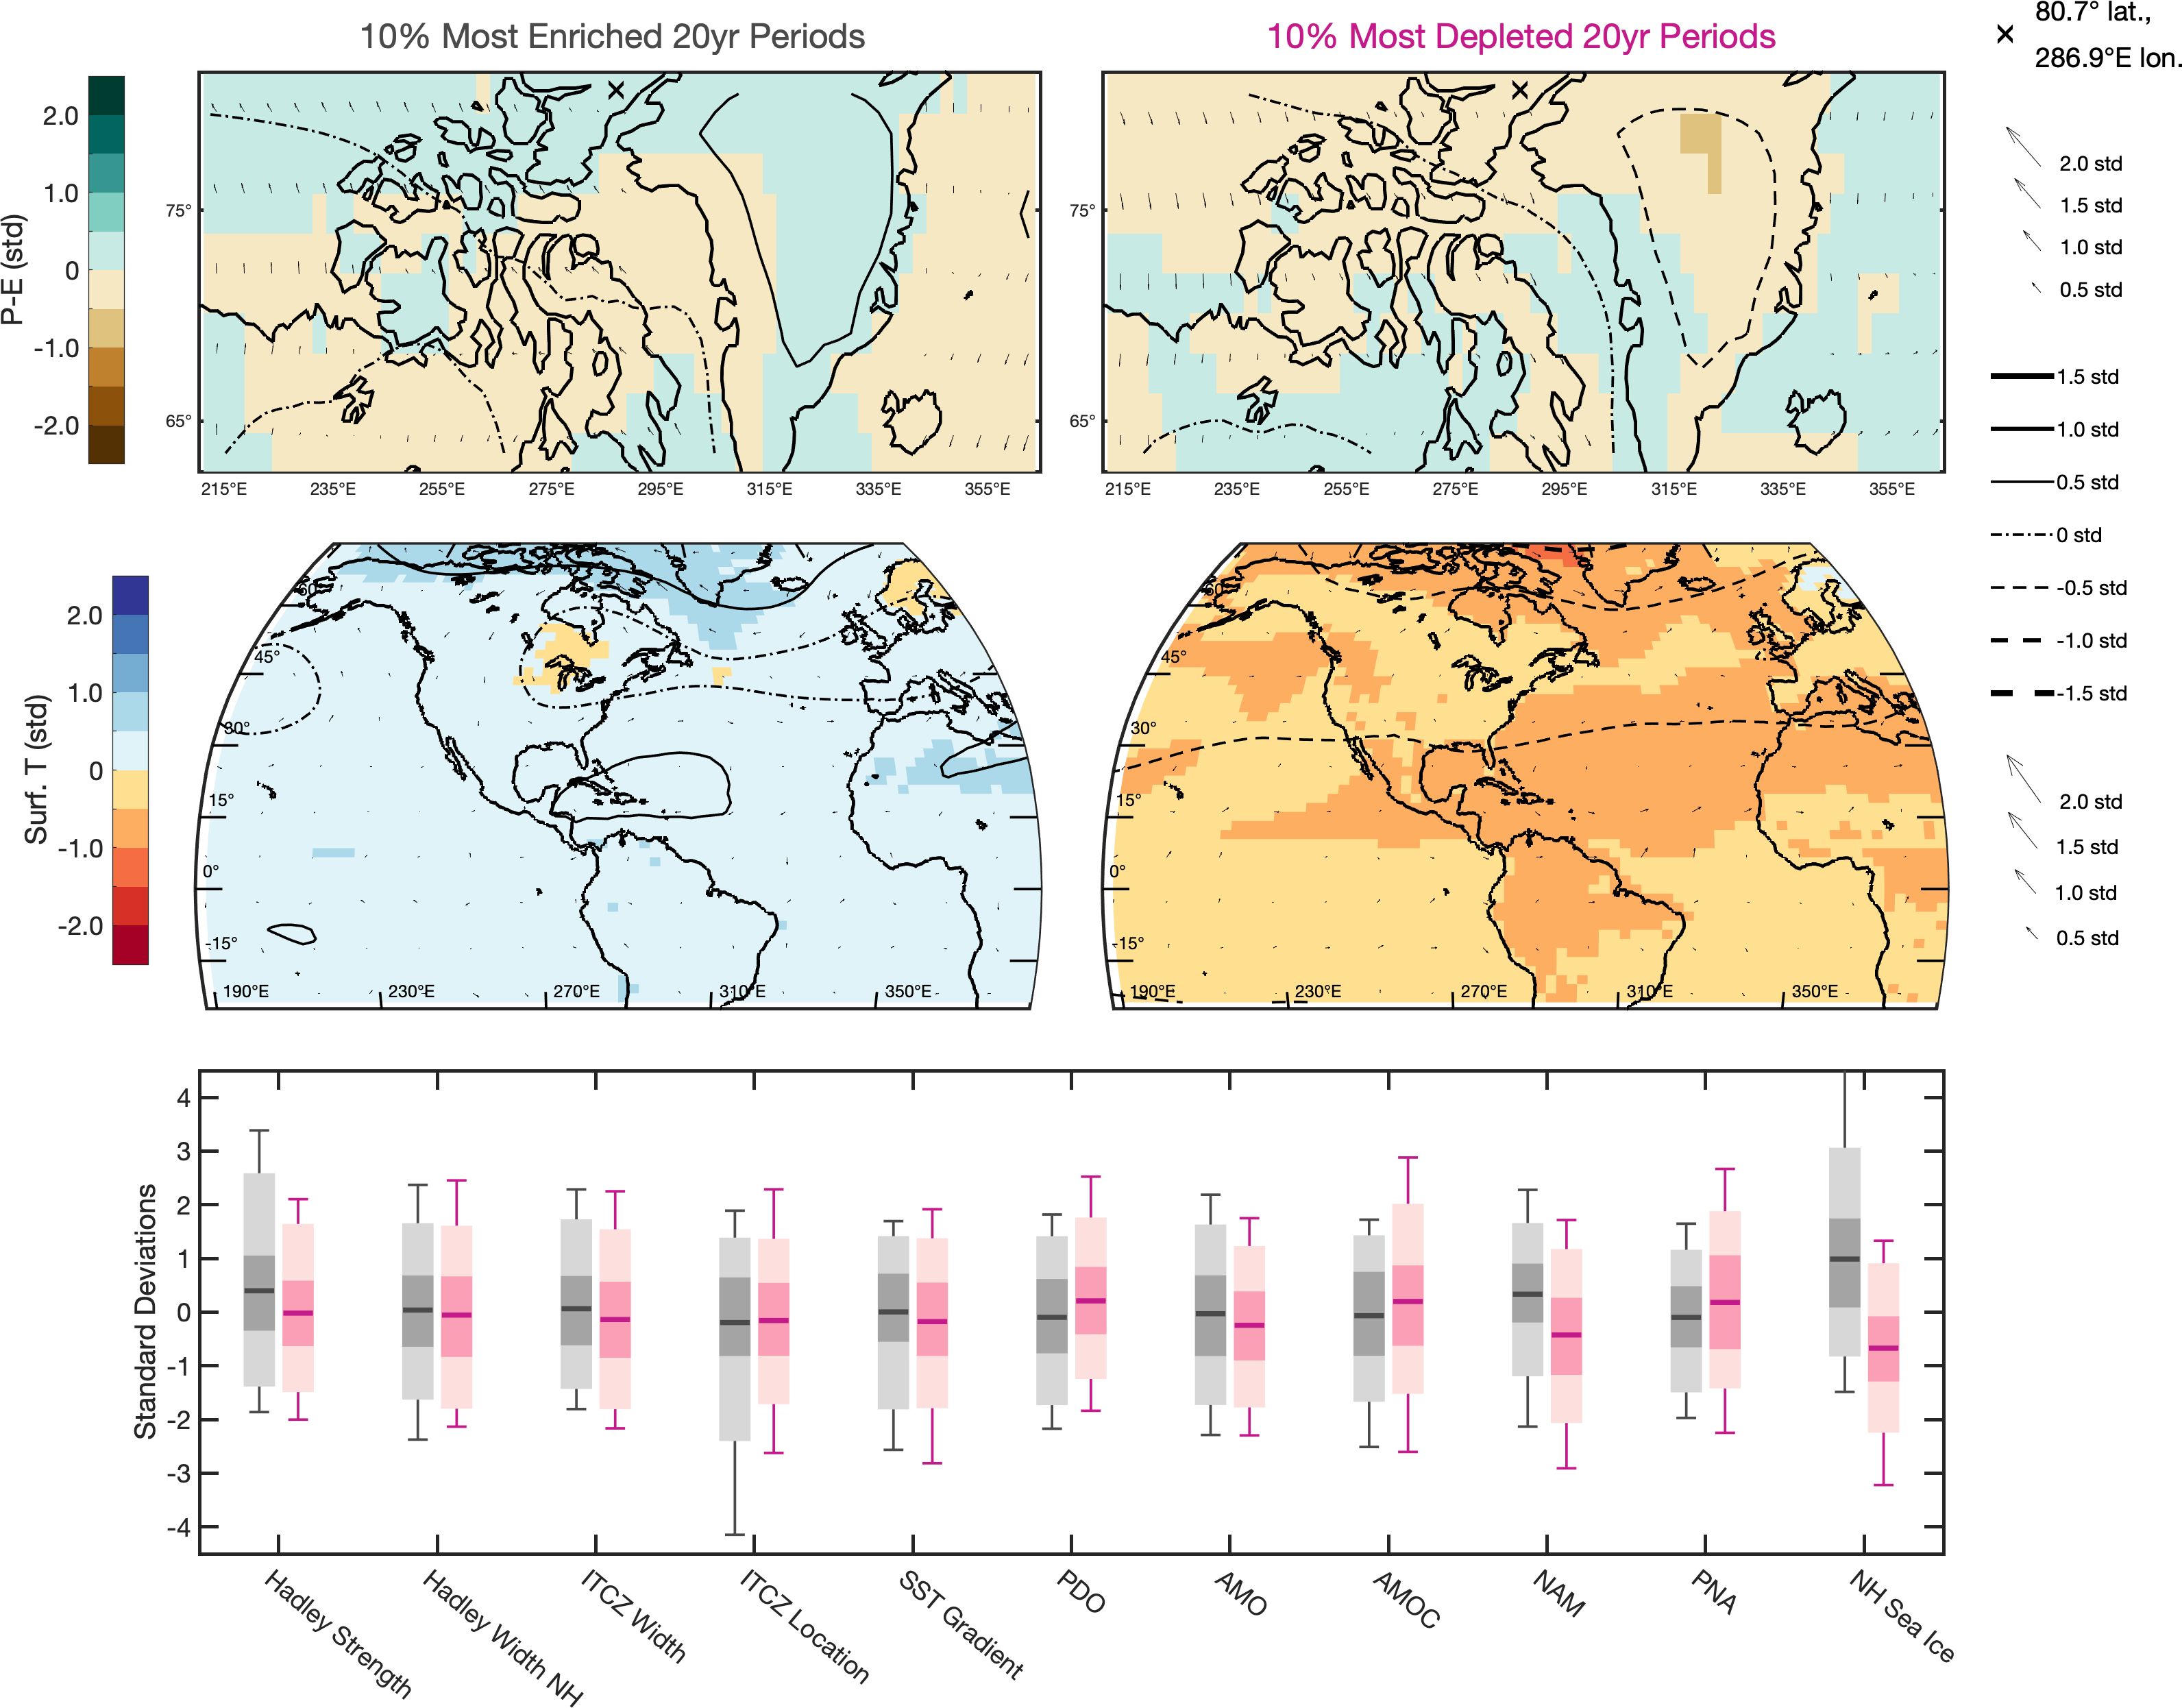 10% Most Enriched 20yr Periods
10% Most Depleted 20yr Periods
80.7° lat.,
286.9°E lon.
P-E (std)
2.0
1.0
0
-1.0
-2.0
75°
65°
215°E 235°E 255°E 275°E 295°E 315°E 335°E 355°E
75°
65°
215°E 235°E 255°E 275°E 295°E 315°E 335°E 355°E
2.0 std
1.5 std
1.0 std
0.5 std
1.5 std
1.0 std
0.5 std
0 std
-0.5 std
-1.0 std
-1.5 std
2.0 std
1.5 std
1.0 std
0.5 std
Surf. T (std)
2.0
1.0
0
-1.0
-2.0
60°
45°
30°
15°
0°
-15°
190°E 230°E 270°E 310°E 350°E
60°
45°
30°
15°
0°
-15°
190°E 230°E 270°E 310°E 350°E
Standard Deviations
4
3
2
1
0
-1
-2
-3
-4
Hadley Strength
Hadley Width NH
ITCZ Width
ITCZ Location
SST Gradient
PDO
AMO
AMOC
NAM
PNA
NH Sea Ice